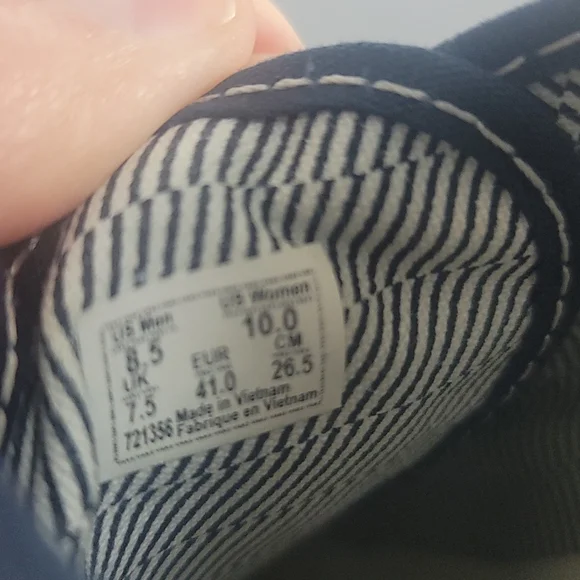 US Men US Women
8.5 10.0
UK EUR CM
7.5 41.0 26.5
Made in Vietnam
721356 Fabrique en Vietnam